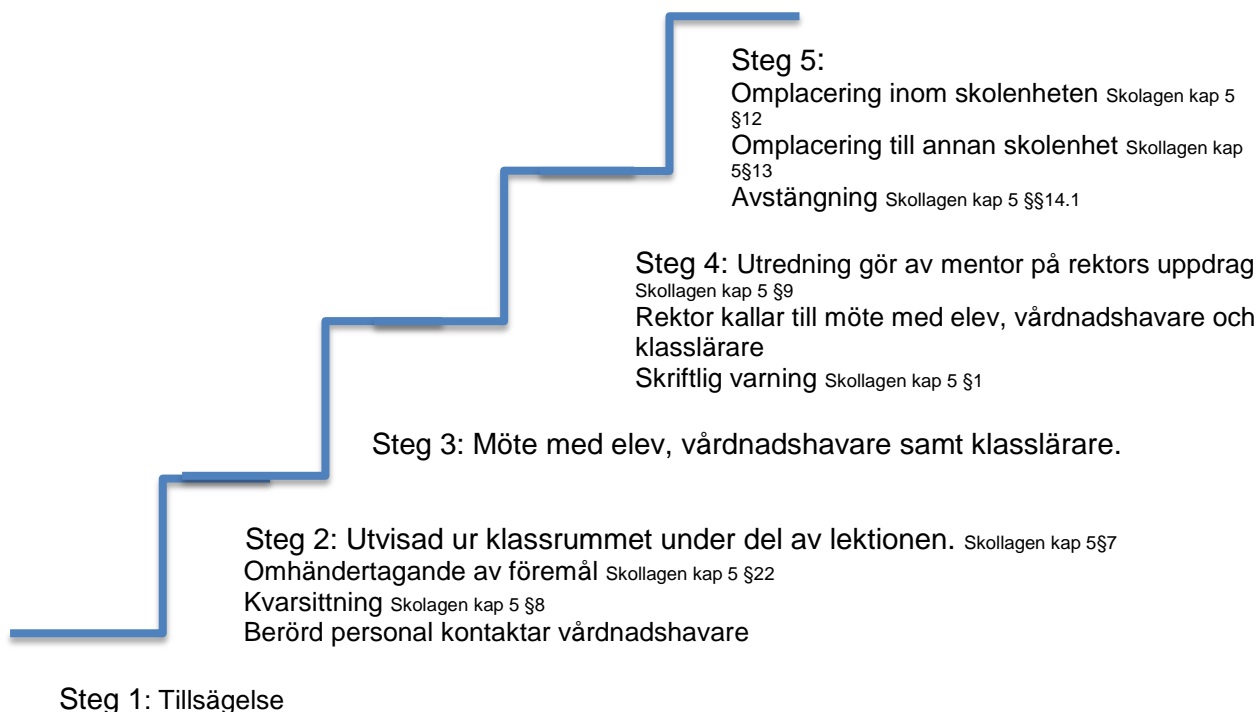 Steg 5:
Omplacering inom skolenheten Skolagen kap 5
§12
Omplacering till annan skolenhet Skollagen kap
5§13
Avstängning Skollagen kap 5 §§14.1
Steg 4: Utredning gör av mentor på rektors uppdrag
Skollagen kap 5 §9
Rektor kallar till möte med elev, vårdnadshavare och
klasslärare
Skriftlig varning Skollagen kap 5 §1
Steg 3: Möte med elev, vårdnadshavare samt klasslärare.
Steg 2: Utvisad ur klassrummet under del av lektionen. Skollagen kap 5§7
Omhändertagande av föremål Skollagen kap 5 §22
Kvarsittning Skolagen kap 5 §8
Berörd personal kontaktar vårdnadshavare
Steg 1: Tillsägelse